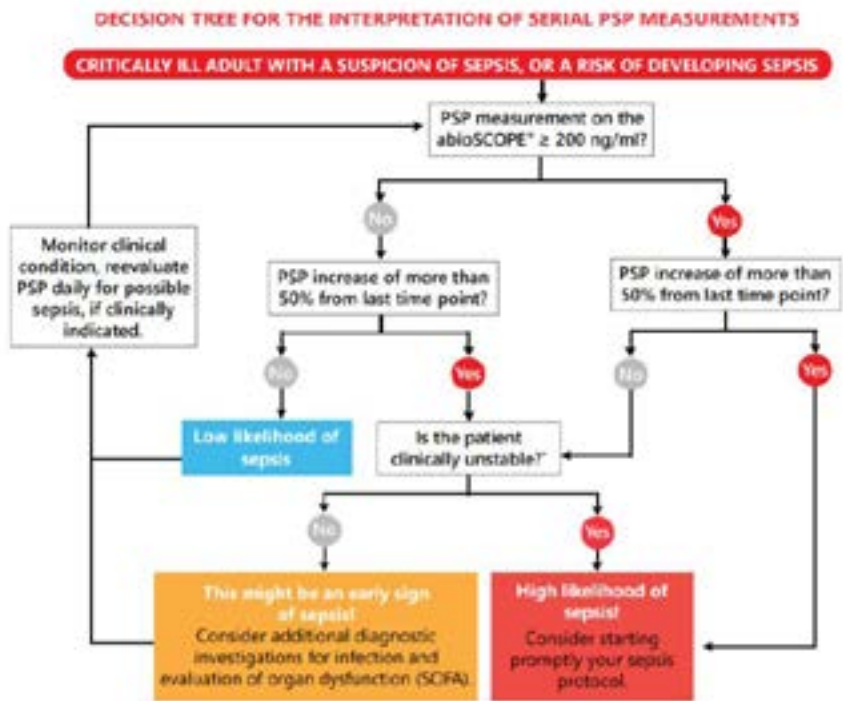 DECISION TREE FOR THE INTERPRETATION OF SERIAL PSP MEASUREMENTS
CRITICALLY ILL ADULT WITH A SUSPICION OF SEPSIS, OR A RISK OF DEVELOPING SEPSIS
PSP measurement on the
abioSCOPE® ≥ 200 ng/ml?
No
Yes
Monitor clinical
condition, reevaluate
PSP daily for possible
sepsis, if clinically
indicated.
PSP increase of more than
50% from last time point?
PSP increase of more than
50% from last time point?
No
Yes
No
Yes
Low likelihood of
sepsis
Is the patient
clinically unstable?*
No
Yes
This might be an early sign
of sepsis!
Consider additional diagnostic
investigations for infection and
evaluation of organ dysfunction
High likelihood of
sepsis!
Consider starting
promptly your sepsis
protocol.